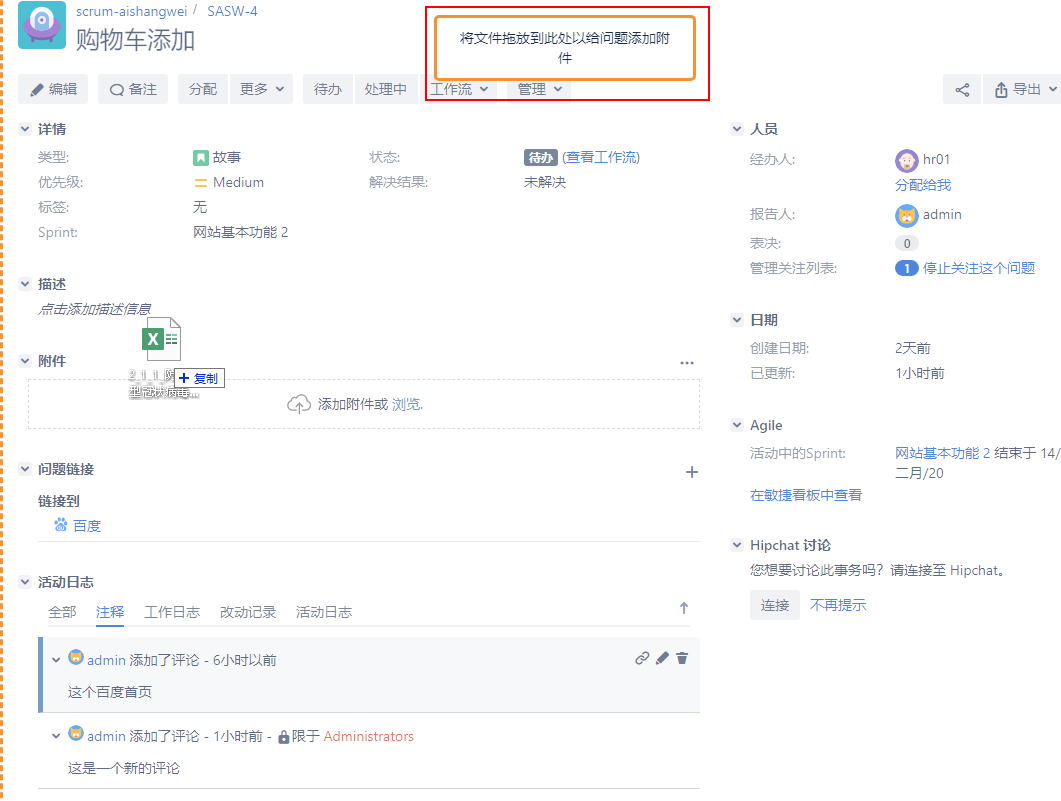 scrum-aishangwei / SASW-4
购物车添加
将文件拖放到此处以给问题添加附
件
编辑 备注 分配 更多 待办 处理中 工作流 管理 导出
详情
类型: 故事 状态: 待办 (查看工作流)
优先级: Medium 解决结果: 未解决
标签: 无
Sprint: 网站基本功能 2
描述
点击添加描述信息
附件
2_1_1_
复制
型冠状病毒...
添加附件或 浏览.
问题链接
链接到
百度
活动日志
全部 注释 工作日志 改动记录 活动日志
admin 添加了评论 - 6小时以前
这个百度首页
admin 添加了评论 - 1小时前 - 限于 Administrators
这是一个新的评论
人员
经办人: hr01
分配给我
报告人: admin
表决: 0
管理关注列表: 1 停止关注这个问题
日期
创建日期: 2天前
已更新: 1小时前
Agile
活动中的Sprint: 网站基本功能 2 结束于 14/
二月/20
在敏捷看板中查看
Hipchat 讨论
您想要讨论此事务吗？请连接至 Hipchat。
连接 不再提示